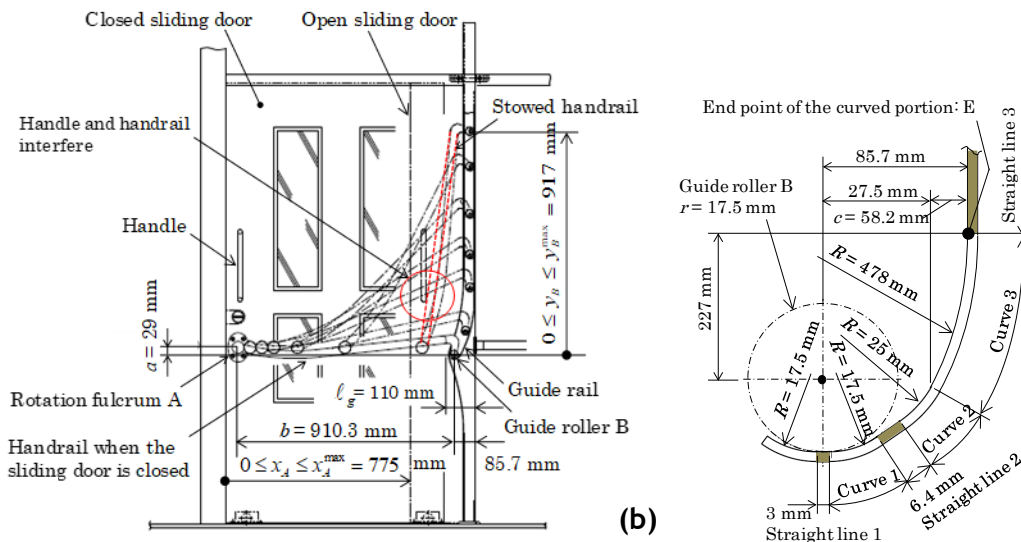 Closed sliding door
Open sliding door
Stowed handrail
Handle and handrail
interfere
Handle
a = 29 mm
0 ≤ y_B ≤ y_B^max = 917 mm
Rotation fulcrum A
ℓ_g = 110 mm
Guide rail
Guide roller B
Handrail when the
sliding door is closed
b = 910.3 mm
0 ≤ x_A ≤ x_A^max = 775 mm
85.7 mm
(b)
End point of the curved portion: E
85.7 mm
27.5 mm
c = 58.2 mm
Guide roller B
r = 17.5 mm
Straight line 3
227 mm
R = 478 mm
R = 25 mm
R = 17.5 mm
R = 17.5 mm
Curve 3
Curve 2
Curve 1
6.4 mm
Straight line 2
3 mm
Straight line 1